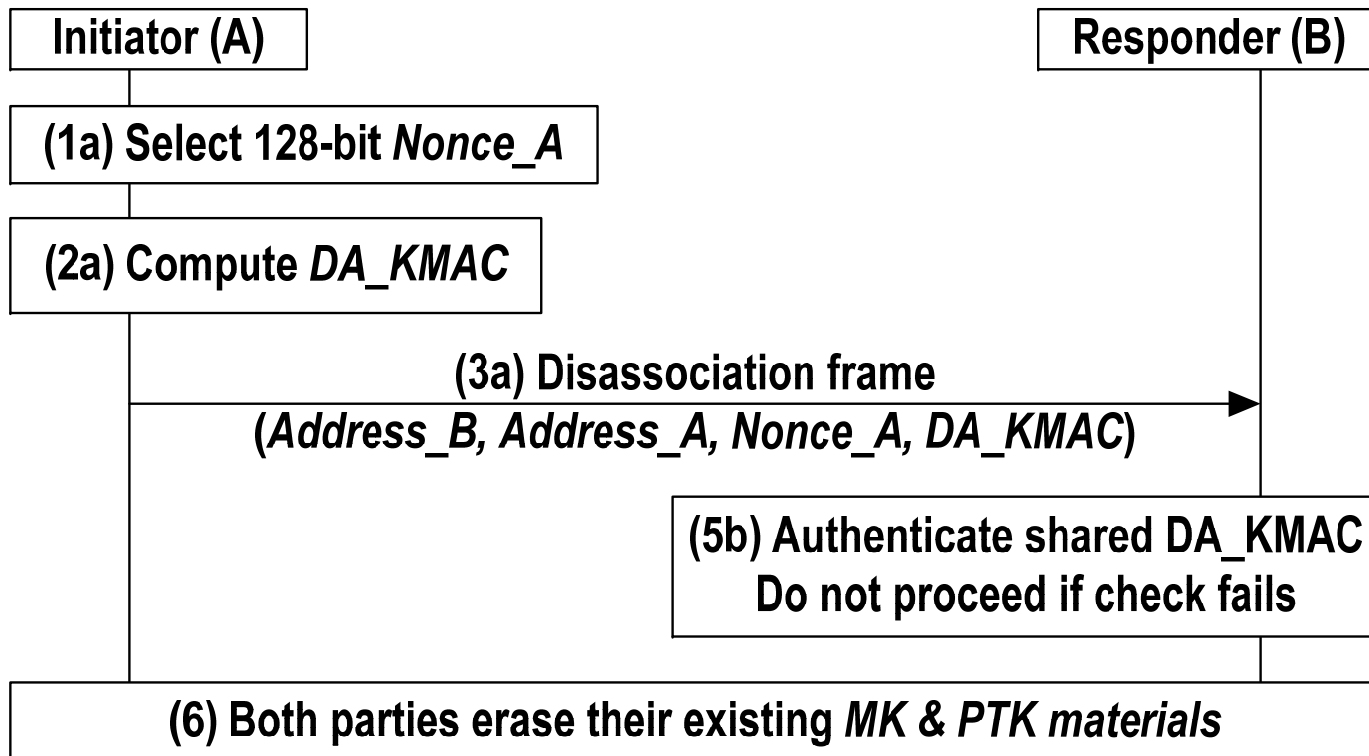 Initiator (A)
Responder (B)
(1a) Select 128-bit Nonce_A
(2a) Compute DA_KMAC
(3a) Disassociation frame
(Address_B, Address_A, Nonce_A, DA_KMAC)
(5b) Authenticate shared DA_KMAC
Do not proceed if check fails
(6) Both parties erase their existing MK & PTK materials